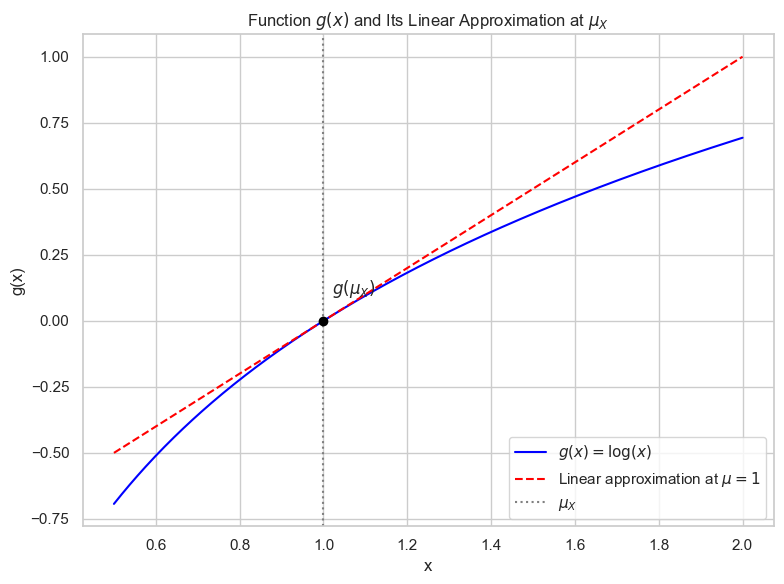 Function g(x) and Its Linear Approximation at μ_X
1.00
0.75
0.50
0.25
0.00
−0.25
−0.50
−0.75
g(x)
g(μ_X)
g(x) = log(x)
Linear approximation at μ = 1
μ_X
0.6 0.8 1.0 1.2 1.4 1.6 1.8 2.0
x